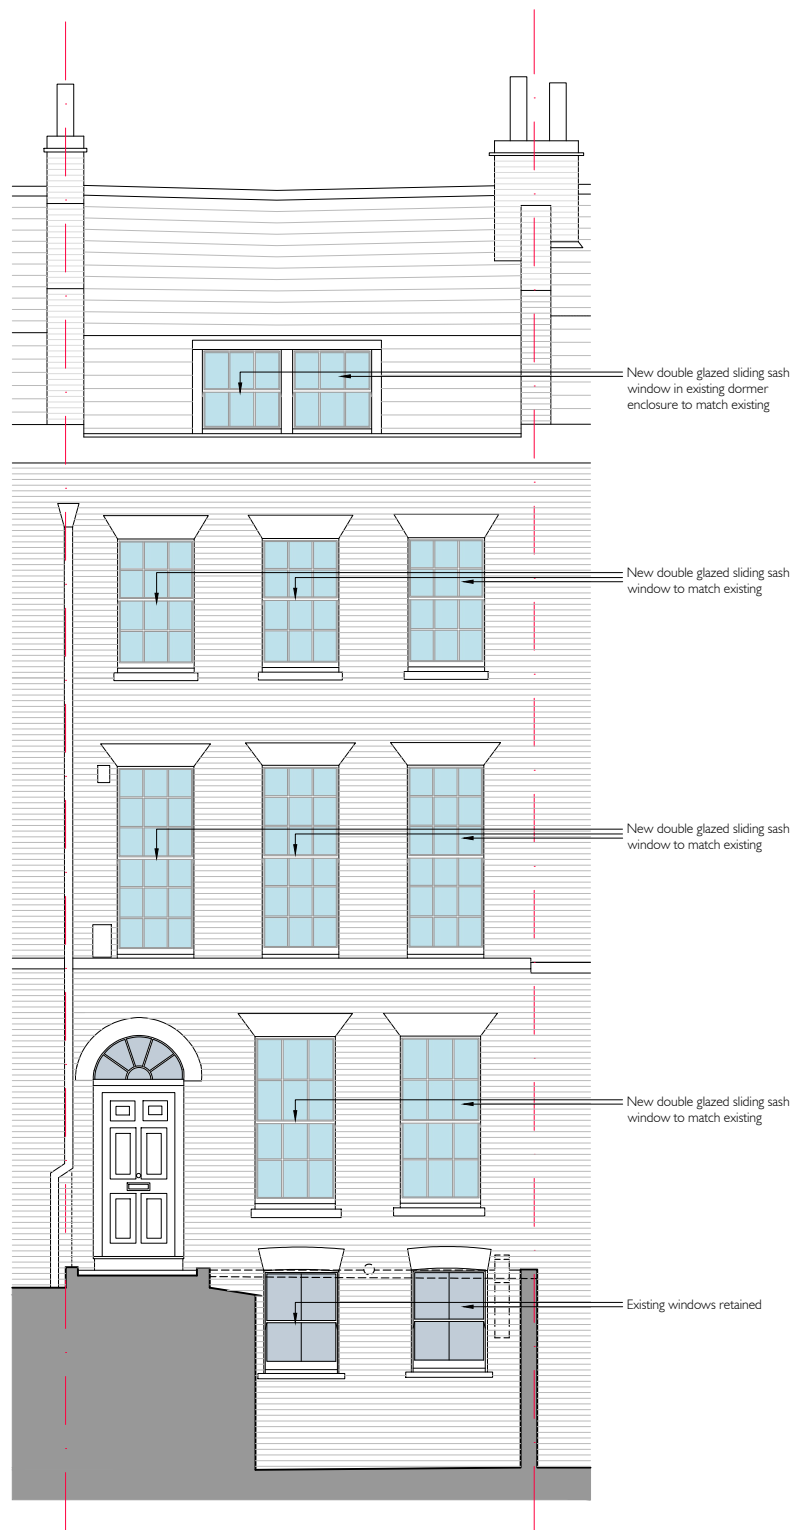 New double glazed sliding sash
window in existing dormer
enclosure to match existing
New double glazed sliding sash
window to match existing
New double glazed sliding sash
window to match existing
New double glazed sliding sash
window to match existing
Existing windows retained